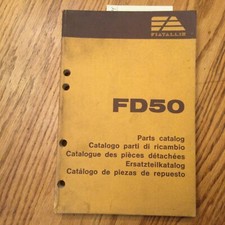 FIATALLIS
FD50
Parts catalog
Catalogo parti di ricambio
Catalogue des pièces détachées
Ersatzteilkatalog
Catálogo de piezas de repuesto